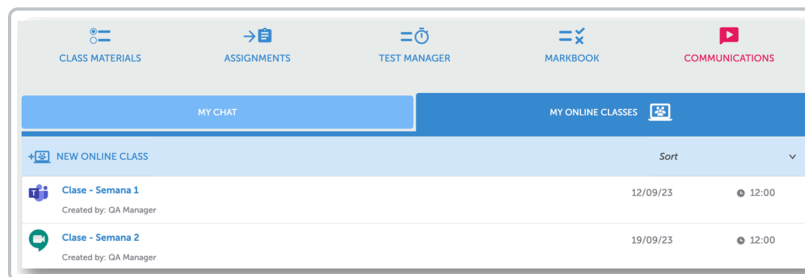 CLASS MATERIALS ASSIGNMENTS TEST MANAGER MARKBOOK COMMUNICATIONS
MY CHAT MY ONLINE CLASSES
NEW ONLINE CLASS Sort
Clase - Semana 1 12/09/23 12:00
Created by: QA Manager
Clase - Semana 2 19/09/23 12:00
Created by: QA Manager